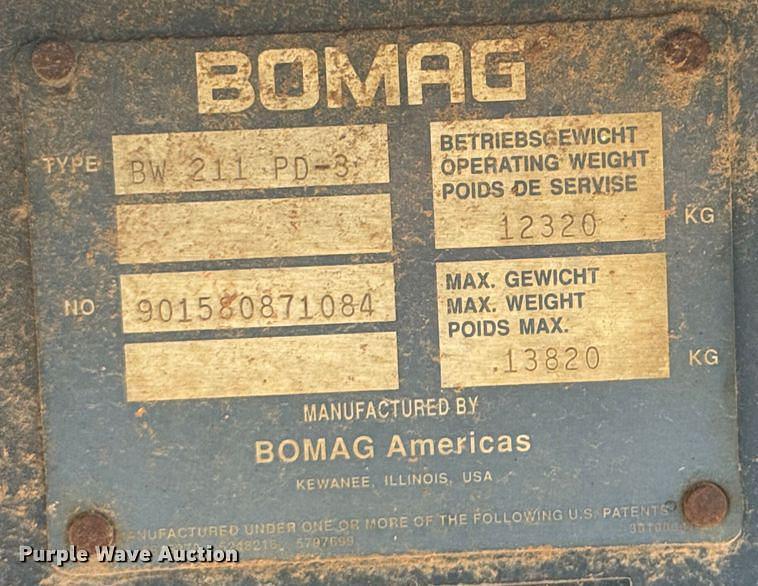 BOMAG
TYPE BW 211 PD-3
BETRIEBSGEWICHT
OPERATING WEIGHT
POIDS DE SERVISE
12320 KG
NO 901580871084
MAX. GEWICHT
MAX. WEIGHT
POIDS MAX.
13820 KG
MANUFACTURED BY
BOMAG Americas
KEWANEE, ILLINOIS, USA
MANUFACTURED UNDER ONE OR MORE OF THE FOLLOWING U.S. PATENTS
5797699
Purple Wave Auction